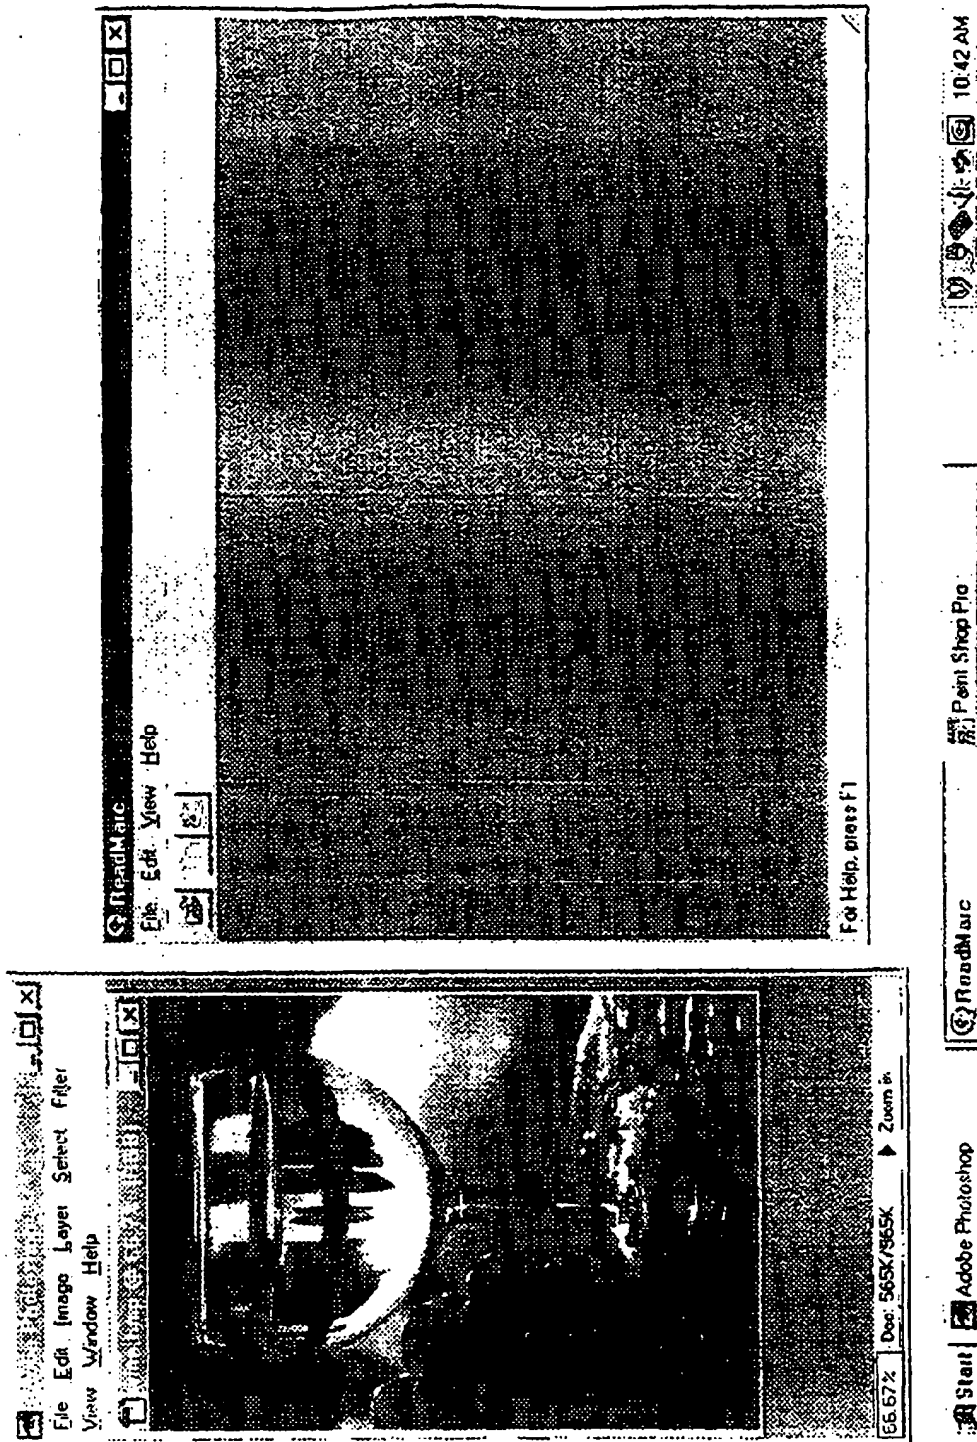 File Edit Image Layer Select Filter
View Window Help
66.67% Doc: 565K/565K Zoom in
ReadMarc
File Edit View Help
For Help, press F1
Start Adobe Photoshop ReadMarc Paint Shop Pro 10:42 AM